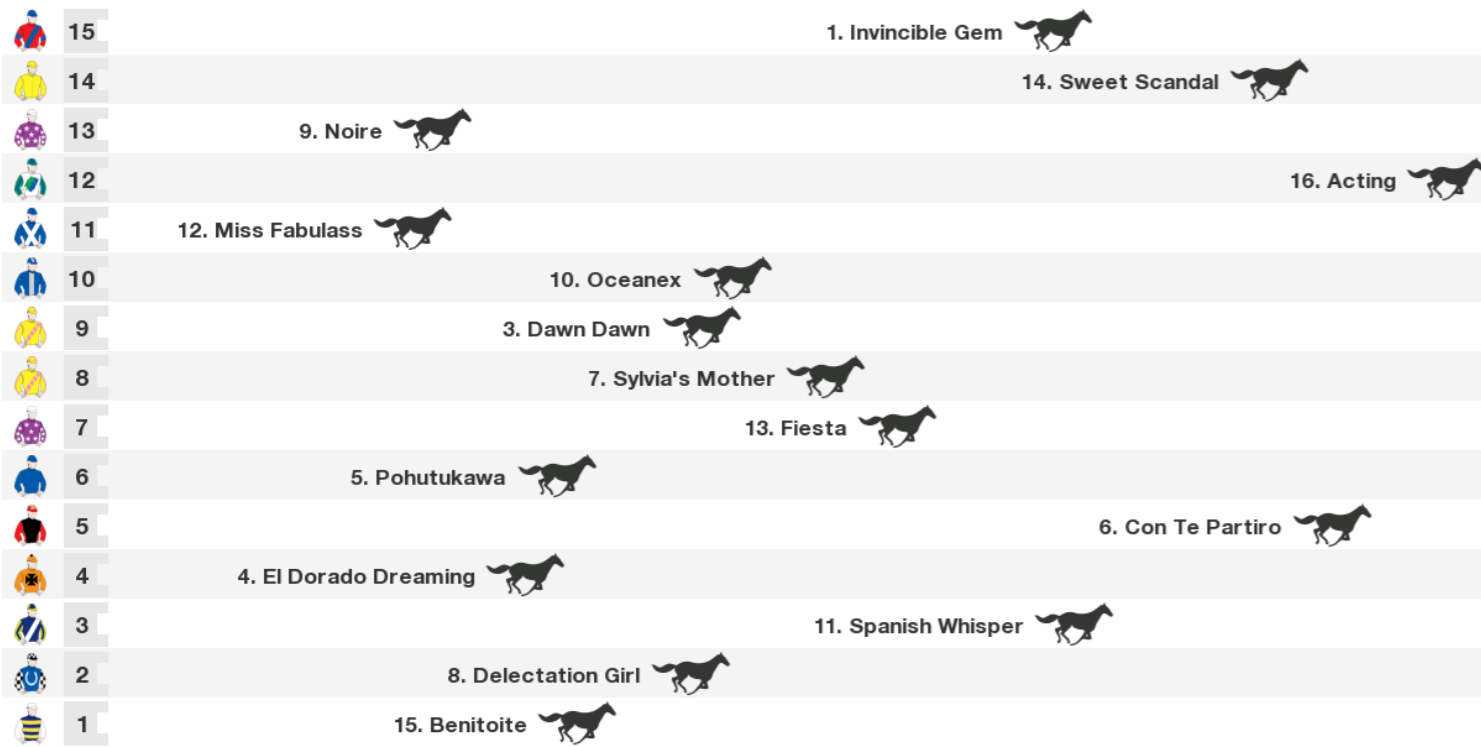 15 1. Invincible Gem
14 14. Sweet Scandal
13 9. Noire
12 16. Acting
11 12. Miss Fabulass
10 10. Oceanex
9 3. Dawn Dawn
8 7. Sylvia's Mother
7 13. Fiesta
6 5. Pohutukawa
5 6. Con Te Partiro
4 4. El Dorado Dreaming
3 11. Spanish Whisper
2 8. Delectation Girl
1 15. Benitoite